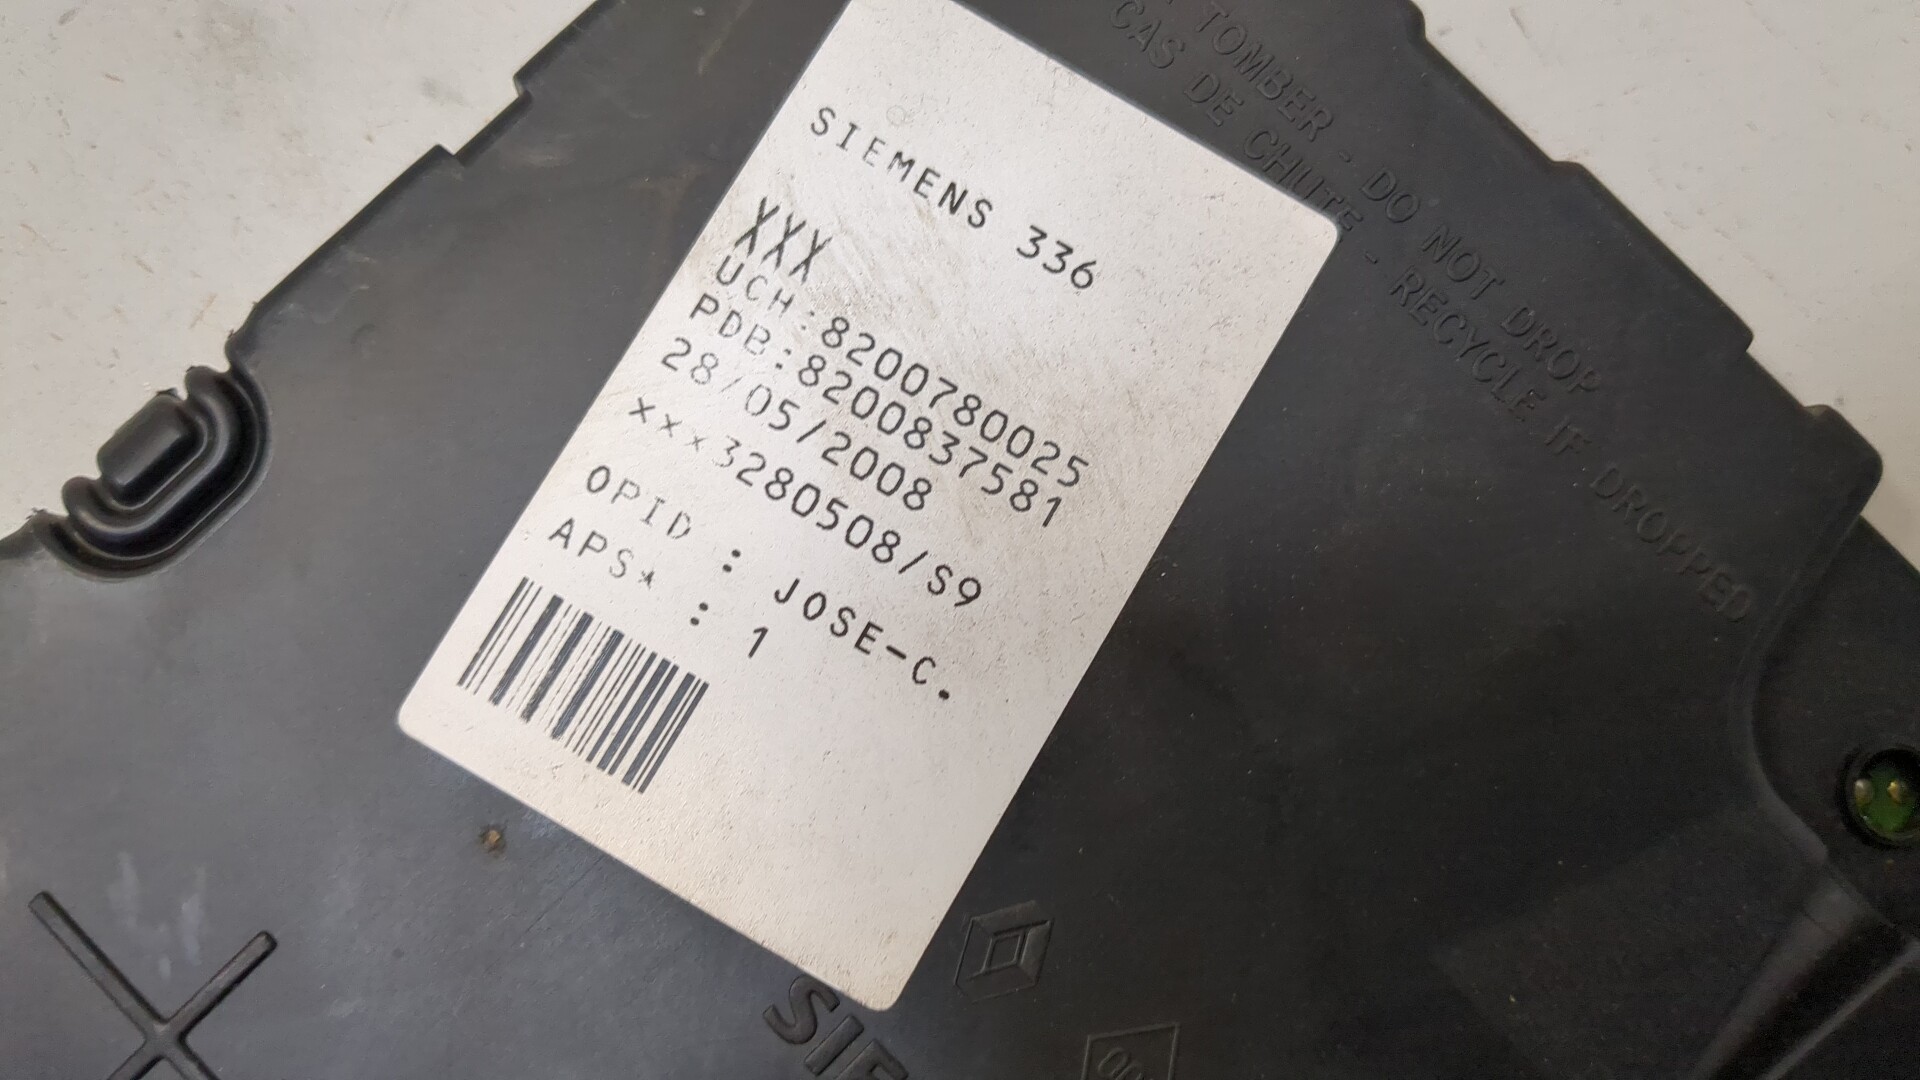 TOMBER - DO NOT DROP
CAS DE CHUTE - RECYCLE IF DROPPED
SIEMENS 336
XXX
UCH:8200780025
PDB:8200837581
28/05/2008
xxx3280508/S9
OPID : JOSE-C.
APS* : 1